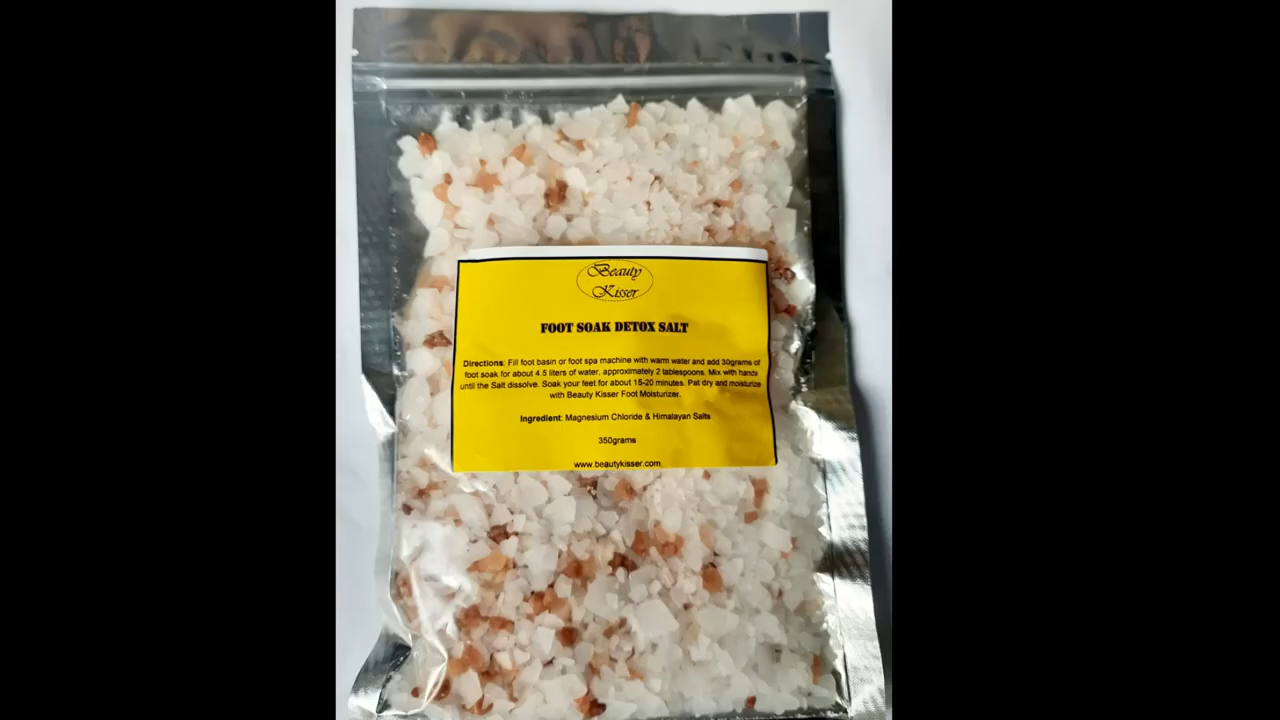 Beauty
Kisser
FOOT SOAK DETOX SALT
Directions: Fill foot basin or foot spa machine with warm water and add 30grams of
foot soak for about 4.5 liters of water, approximately 2 tablespoons. Mix with hands
until the Salt dissolve. Soak your feet for about 15-20 minutes. Pat dry and moisturize
with Beauty Kisser Foot Moisturizer.
Ingredient: Magnesium Chloride & Himalayan Salts
350grams
www.beautykisser.com